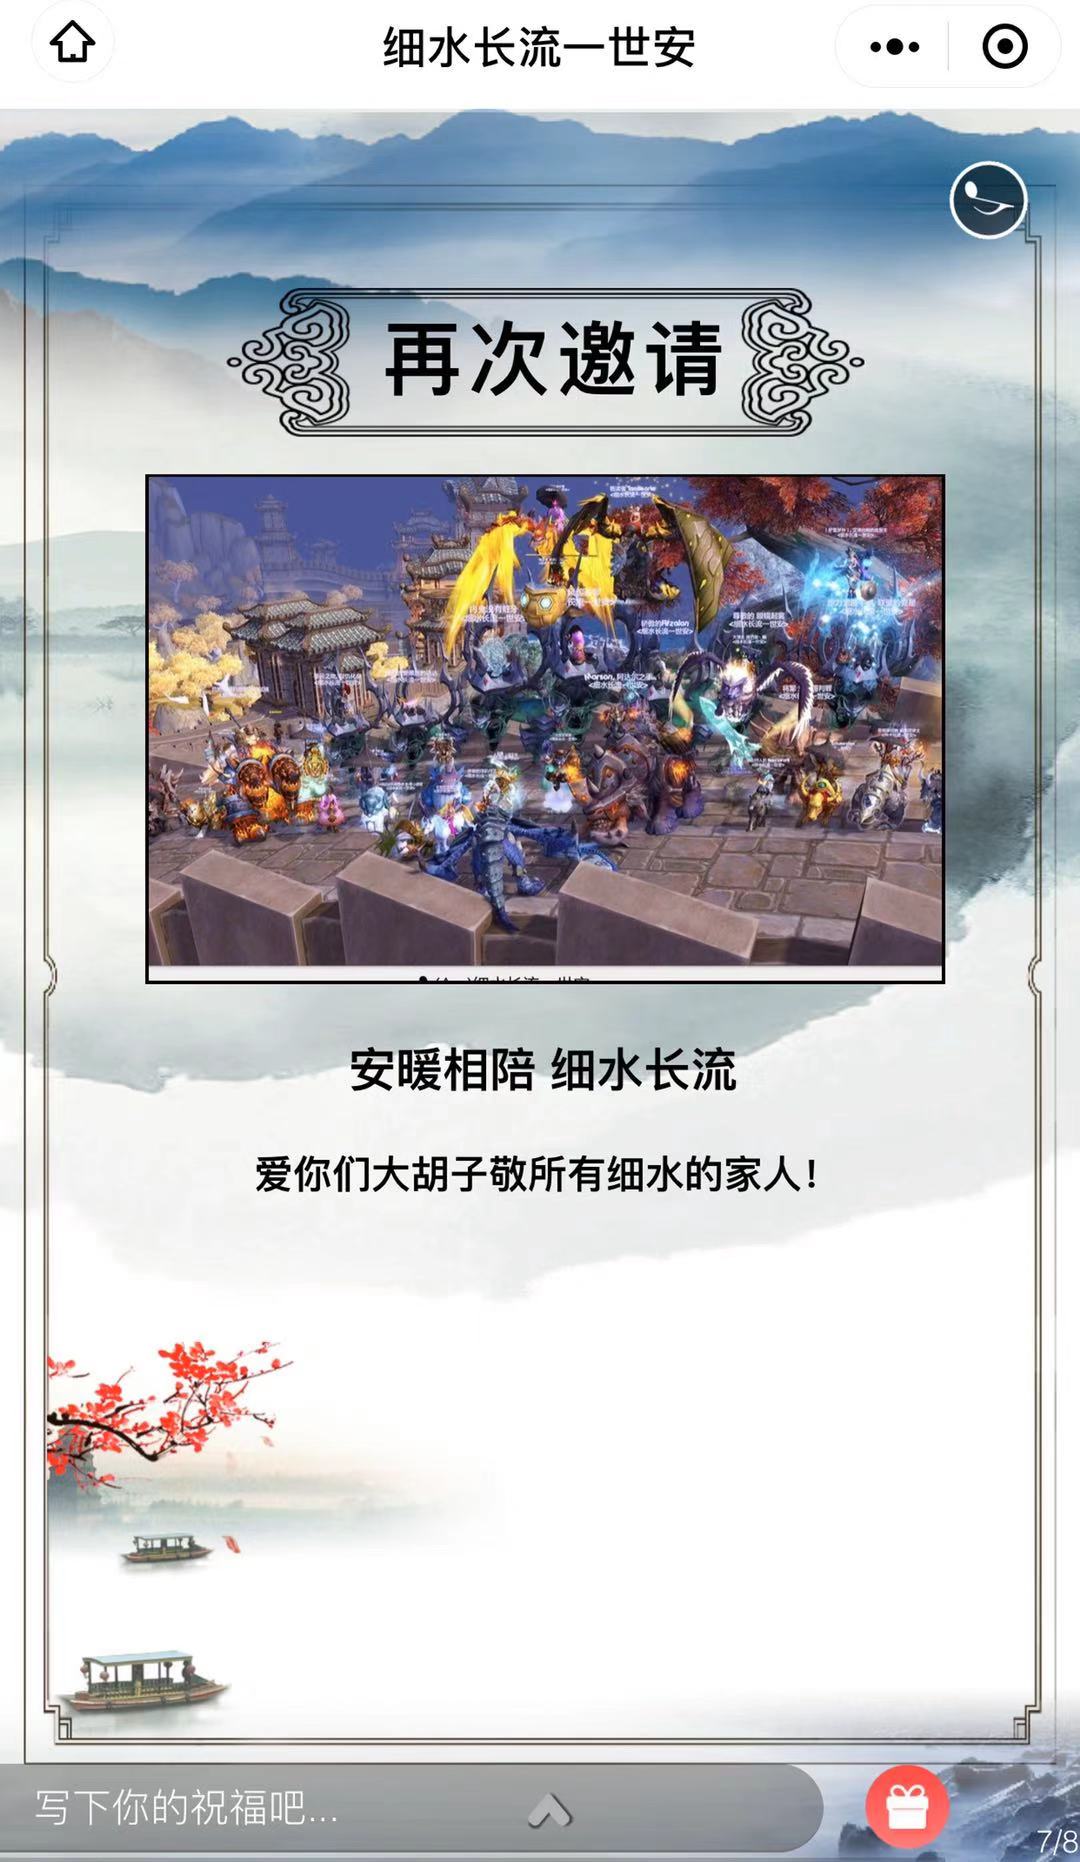 细水长流一世安
再次邀请
安暖相陪 细水长流
爱你们大胡子敬所有细水的家人！
写下你的祝福吧...
7/8